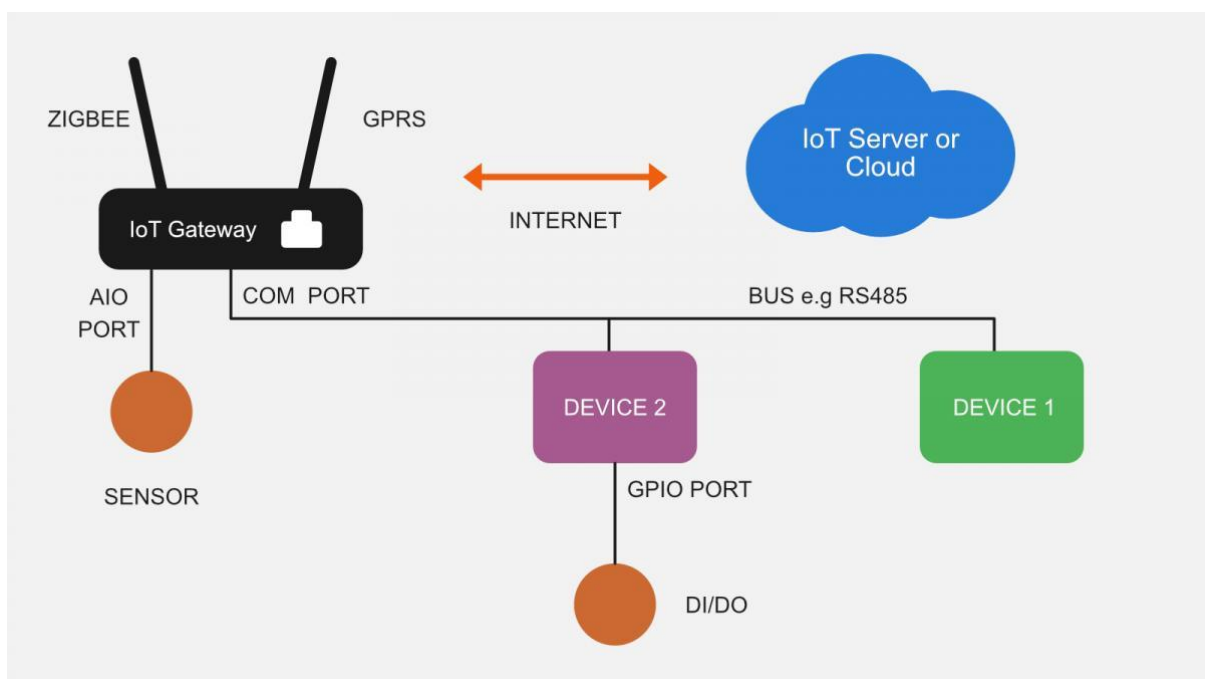 ZIGBEE
GPRS
IoT Server or
Cloud
INTERNET
IoT Gateway
AIO
PORT
COM PORT
BUS e.g RS485
DEVICE 2
DEVICE 1
SENSOR
GPIO PORT
DI/DO